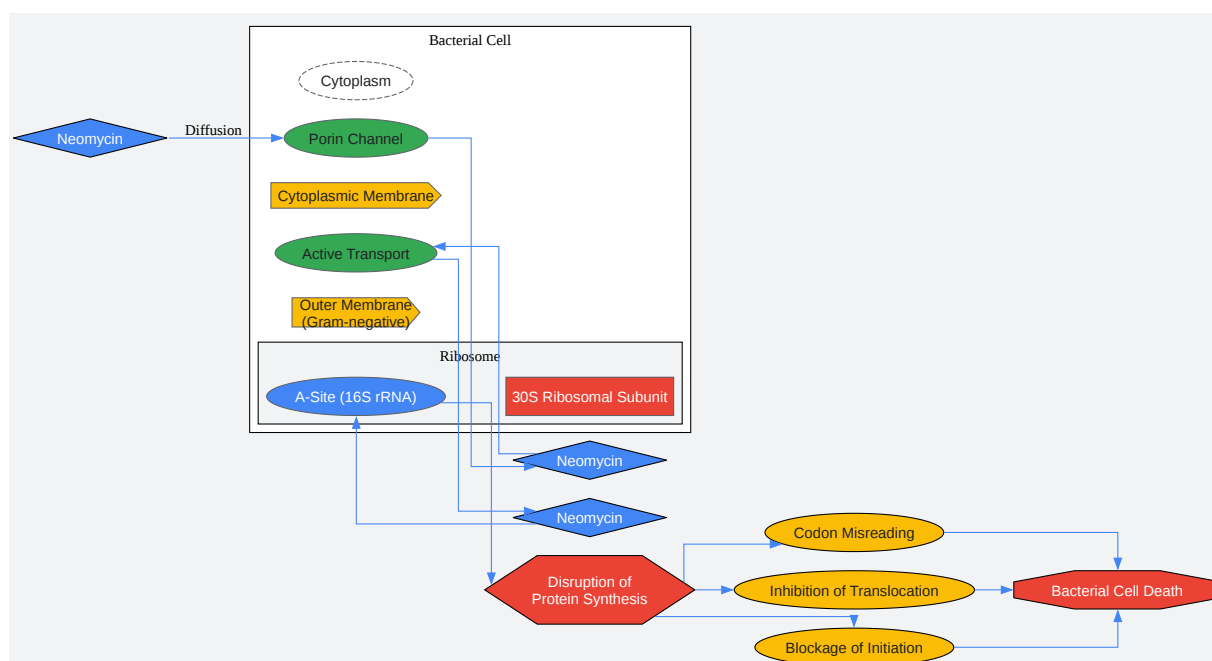 Bacterial Cell
Cytoplasm
Neomycin
Diffusion
Porin Channel
Cytoplasmic Membrane
Active Transport
Outer Membrane
(Gram-negative)
Ribosome
A-Site (16S rRNA)
30S Ribosomal Subunit
Neomycin
Neomycin
Disruption of
Protein Synthesis
Codon Misreading
Inhibition of Translocation
Bacterial Cell Death
Blockage of Initiation